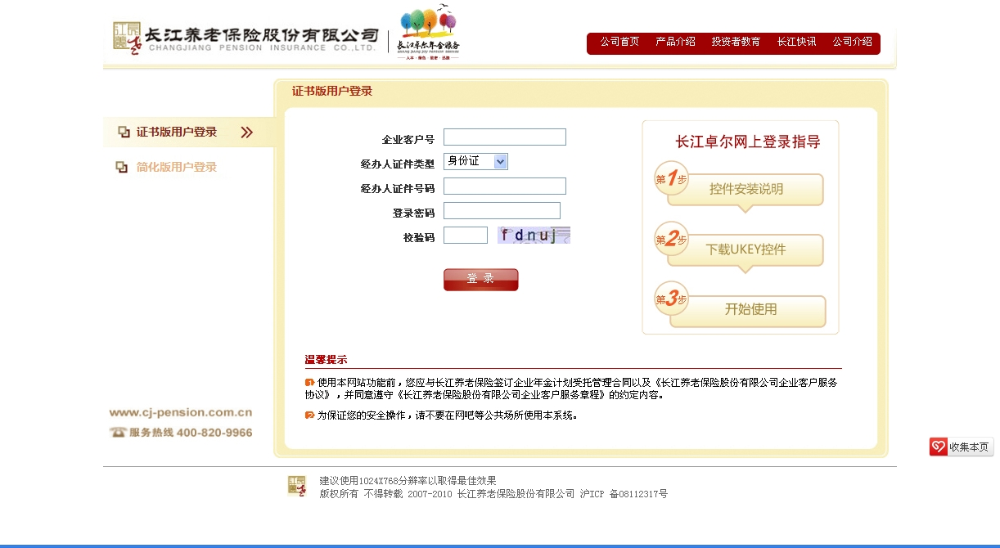 长江养老保险股份有限公司
CHANGJIANG PENSION INSURANCE CO.,LTD.
长江卓尔年金服务
公司首页 产品介绍 投资者教育 长江快讯 公司介绍
证书版用户登录
证书版用户登录
简化版用户登录
企业客户号
经办人证件类型 身份证
经办人证件号码
登录密码
校验码 fdnuj
登 录
长江卓尔网上登录指导
第1步 控件安装说明
第2步 下载UKEY控件
第3步 开始使用
温馨提示
1 使用本网站功能前，您应与长江养老保险签订企业年金计划受托管理合同以及《长江养老保险股份有限公司企业客户服务
协议》，并同意遵守《长江养老保险股份有限公司企业客户服务章程》的约定内容。
2 为保证您的安全操作，请不要在网吧等公共场所使用本系统。
www.cj-pension.com.cn
服务热线 400-820-9966
收集本页
建议使用1024X768分辨率以取得最佳效果
版权所有 不得转载 2007-2010 长江养老保险股份有限公司 沪ICP 备08112317号